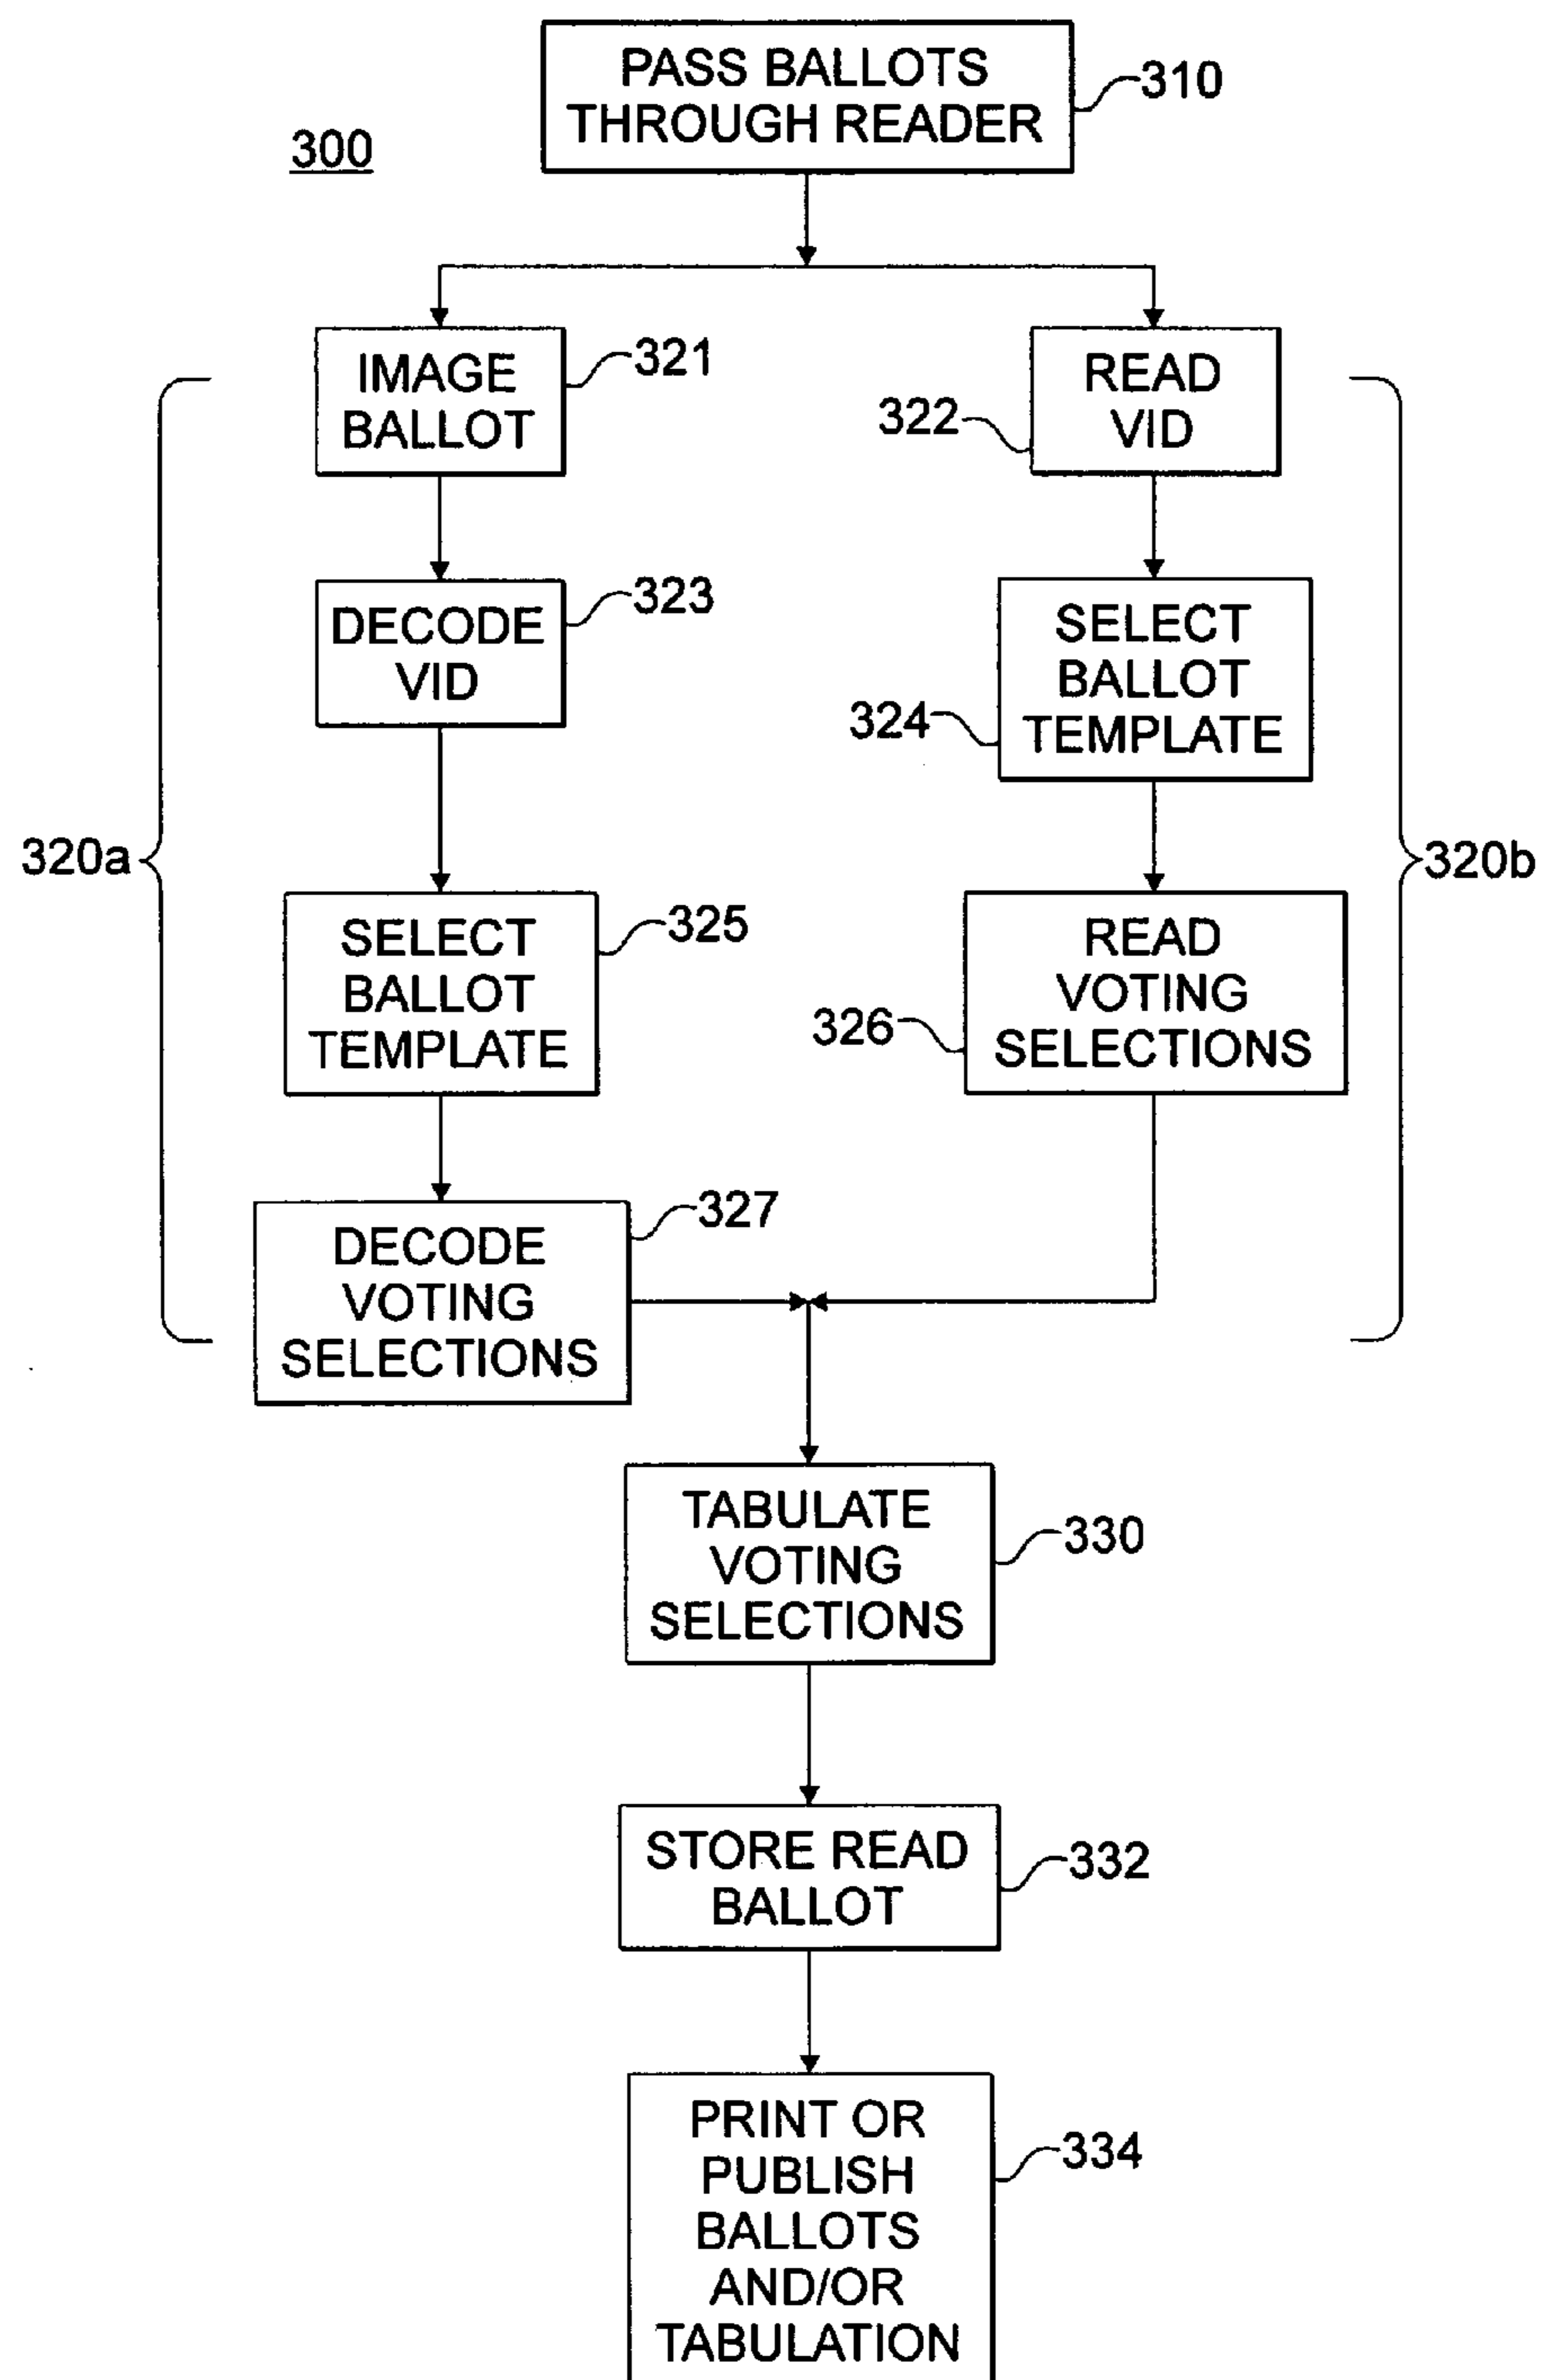 PASS BALLOTS
THROUGH READER
310
300
IMAGE
BALLOT
321
READ
VID
322
DECODE
VID
323
SELECT
BALLOT
TEMPLATE
324
320a
320b
SELECT
BALLOT
TEMPLATE
325
READ
VOTING
SELECTIONS
326
DECODE
VOTING
SELECTIONS
327
TABULATE
VOTING
SELECTIONS
330
STORE READ
BALLOT
332
PRINT OR
PUBLISH
BALLOTS
AND/OR
TABULATION
334